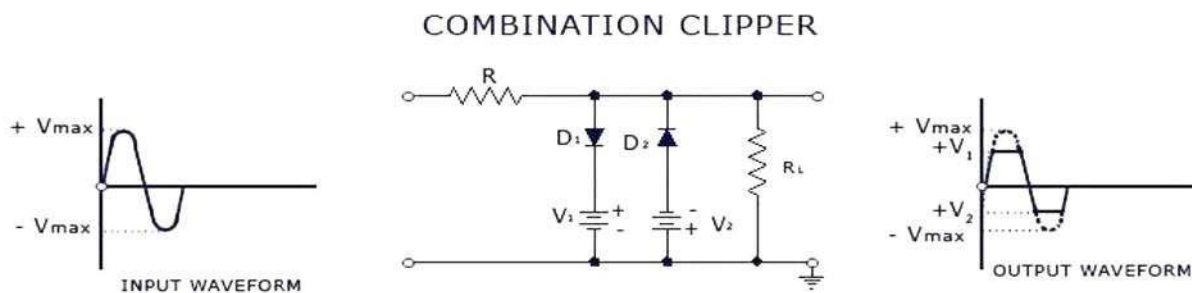 COMBINATION CLIPPER
+ Vmax
- Vmax
INPUT WAVEFORM
R
D1
D2
RL
V1
+
-
-
+
V2
+ Vmax
+V1
+V2
- Vmax
OUTPUT WAVEFORM